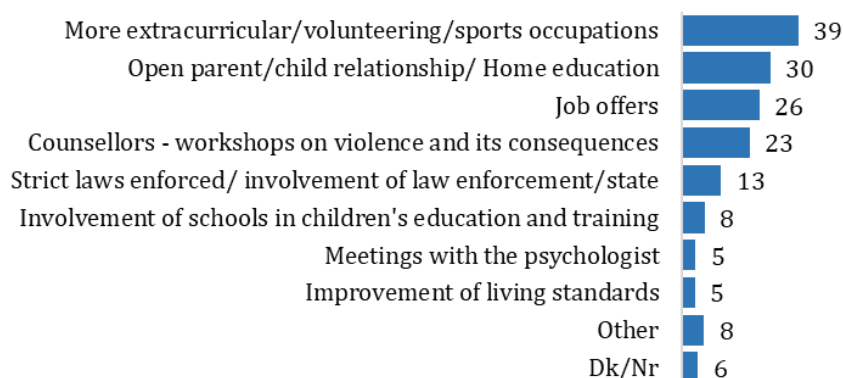 More extracurricular/volunteering/sports occupations 39
Open parent/child relationship/ Home education 30
Job offers 26
Counsellors - workshops on violence and its consequences 23
Strict laws enforced/ involvement of law enforcement/state 13
Involvement of schools in children's education and training 8
Meetings with the psychologist 5
Improvement of living standards 5
Other 8
Dk/Nr 6